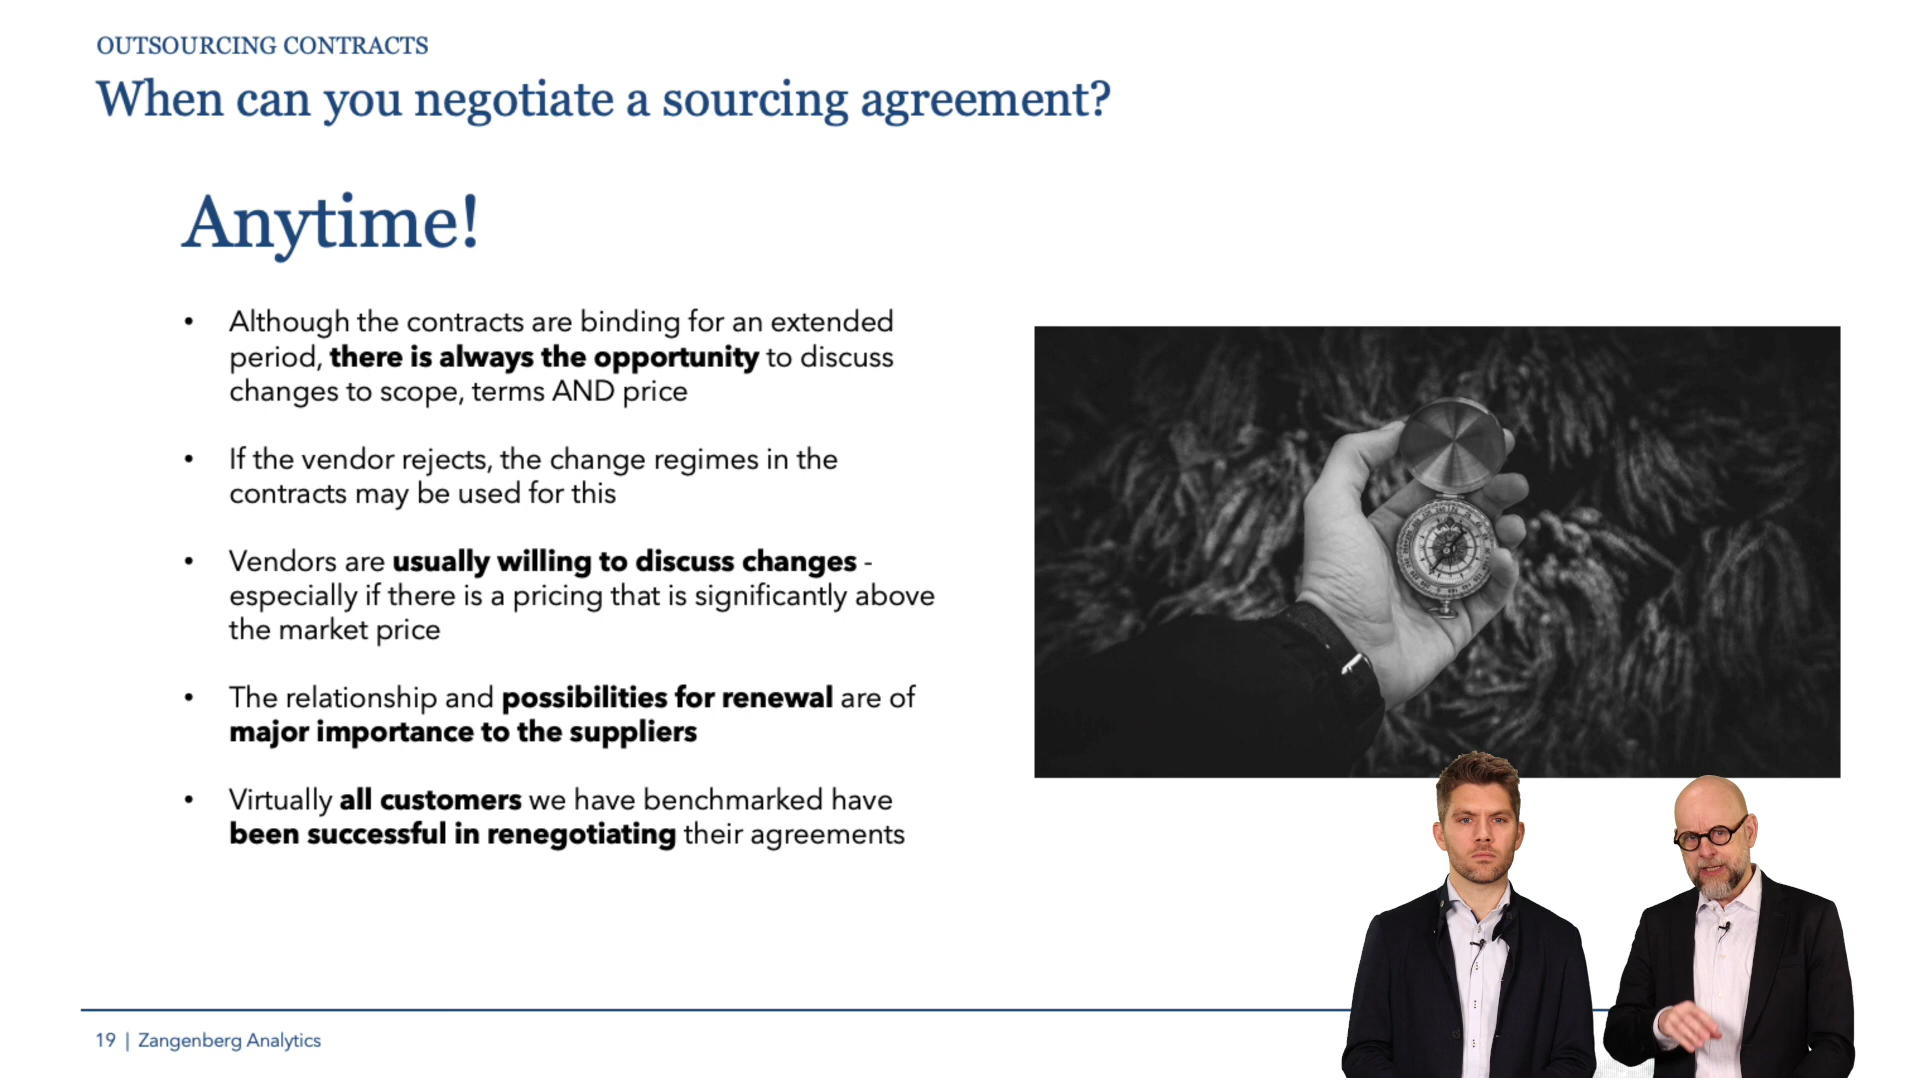 OUTSOURCING CONTRACTS
When can you negotiate a sourcing agreement?
Anytime!
• Although the contracts are binding for an extended
period, there is always the opportunity to discuss
changes to scope, terms AND price
• If the vendor rejects, the change regimes in the
contracts may be used for this
• Vendors are usually willing to discuss changes -
especially if there is a pricing that is significantly above
the market price
• The relationship and possibilities for renewal are of
major importance to the suppliers
• Virtually all customers we have benchmarked have
been successful in renegotiating their agreements
19 | Zangenberg Analytics